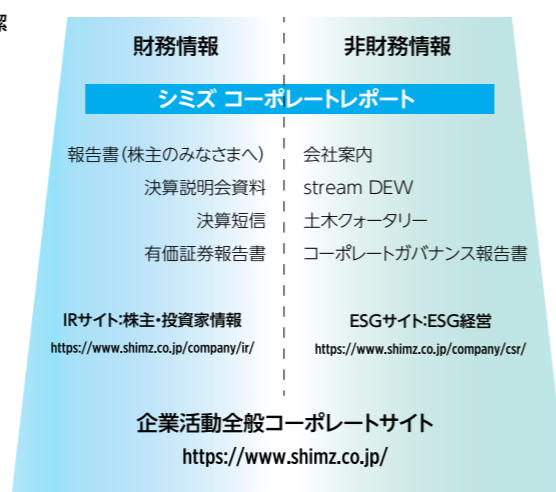 潔
財務情報
非財務情報
シミズ コーポレートレポート
報告書(株主のみなさまへ)
決算説明会資料
決算短信
有価証券報告書
会社案内
stream DEW
土木クォータリー
コーポレートガバナンス報告書
IRサイト:株主・投資家情報
https://www.shimz.co.jp/company/ir/
ESGサイト:ESG経営
https://www.shimz.co.jp/company/csr/
企業活動全般コーポレートサイト
https://www.shimz.co.jp/